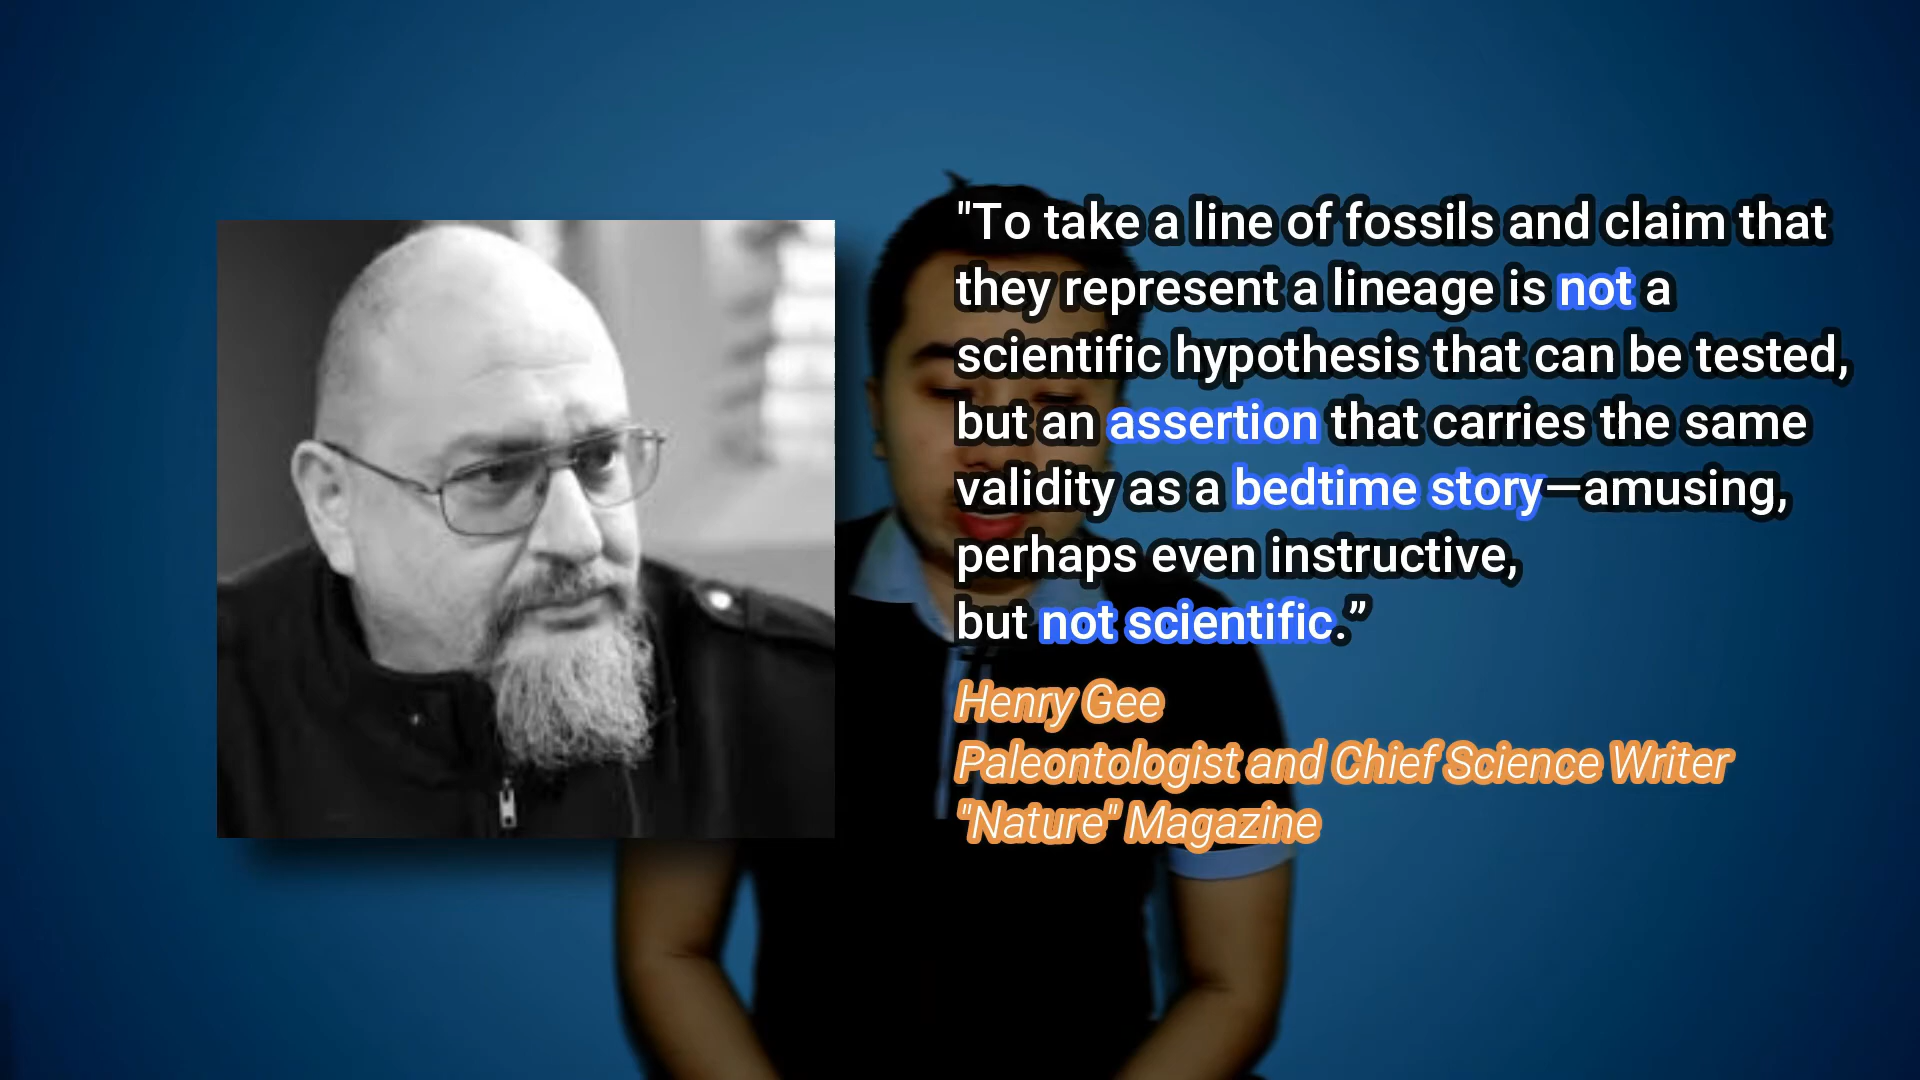 "To take a line of fossils and claim that
they represent a lineage is not a
scientific hypothesis that can be tested,
but an assertion that carries the same
validity as a bedtime story—amusing,
perhaps even instructive,
but not scientific.”
Henry Gee
Paleontologist and Chief Science Writer
"Nature" Magazine